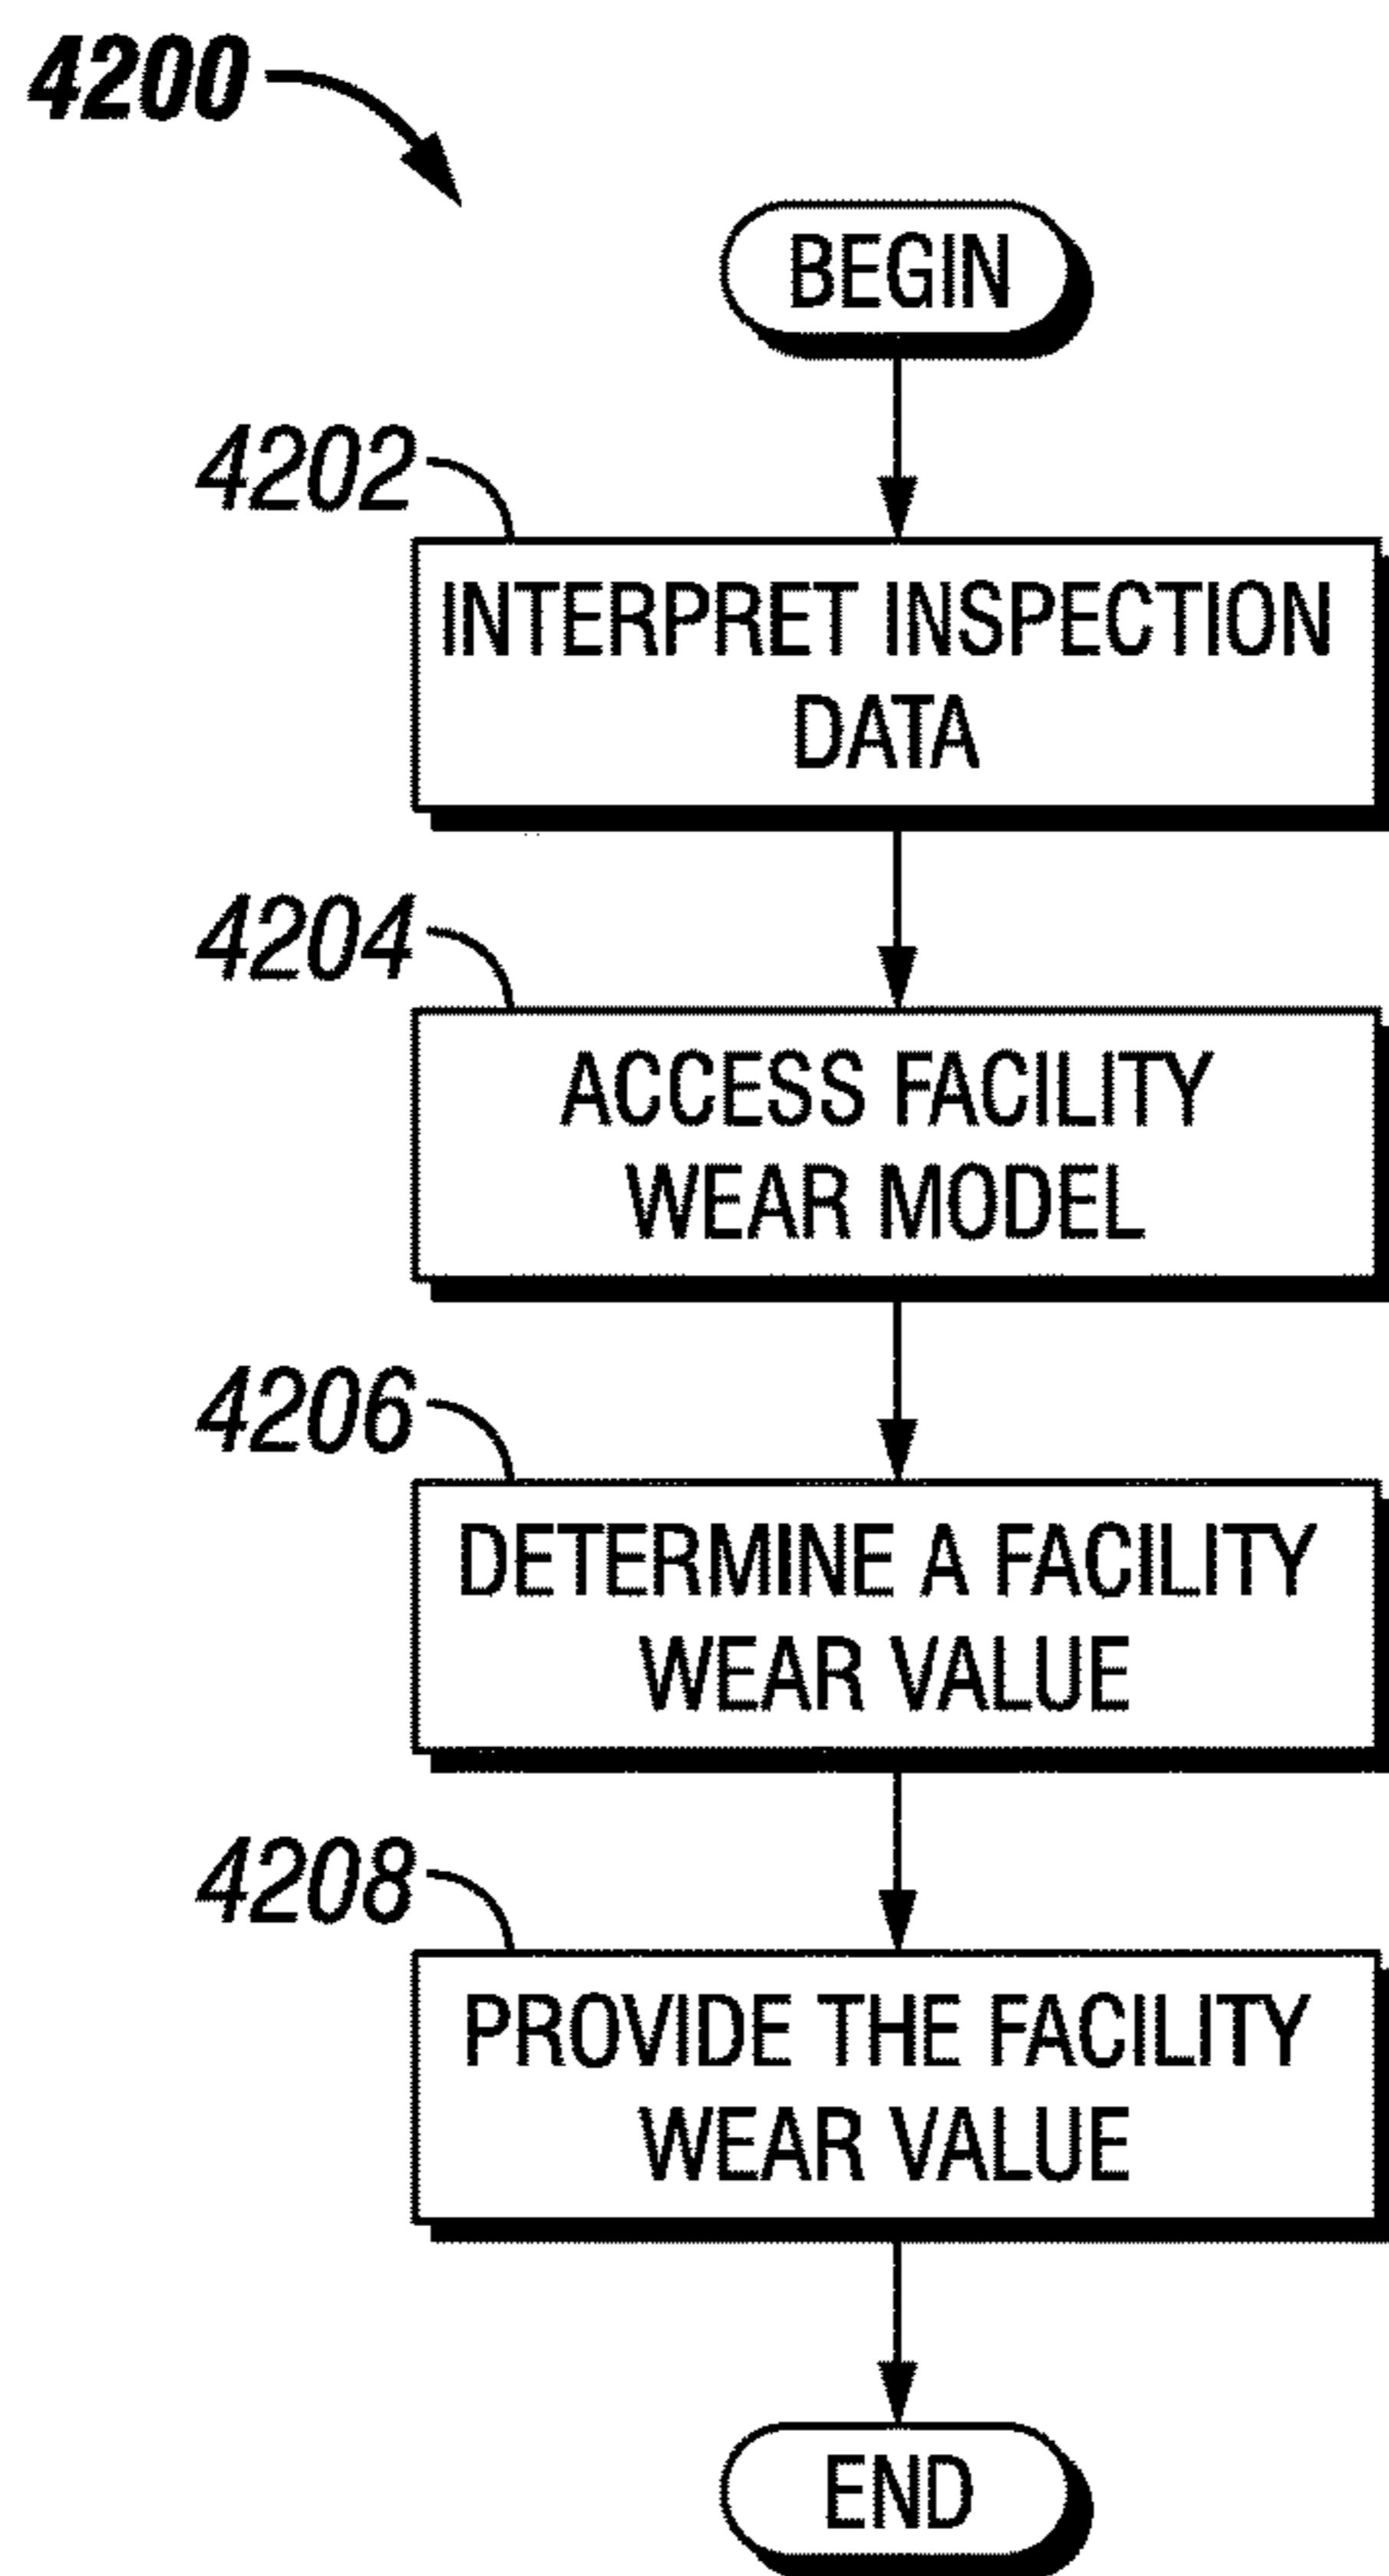 4200
BEGIN
4202
INTERPRET INSPECTION
DATA
4204
ACCESS FACILITY
WEAR MODEL
4206
DETERMINE A FACILITY
WEAR VALUE
4208
PROVIDE THE FACILITY
WEAR VALUE
END